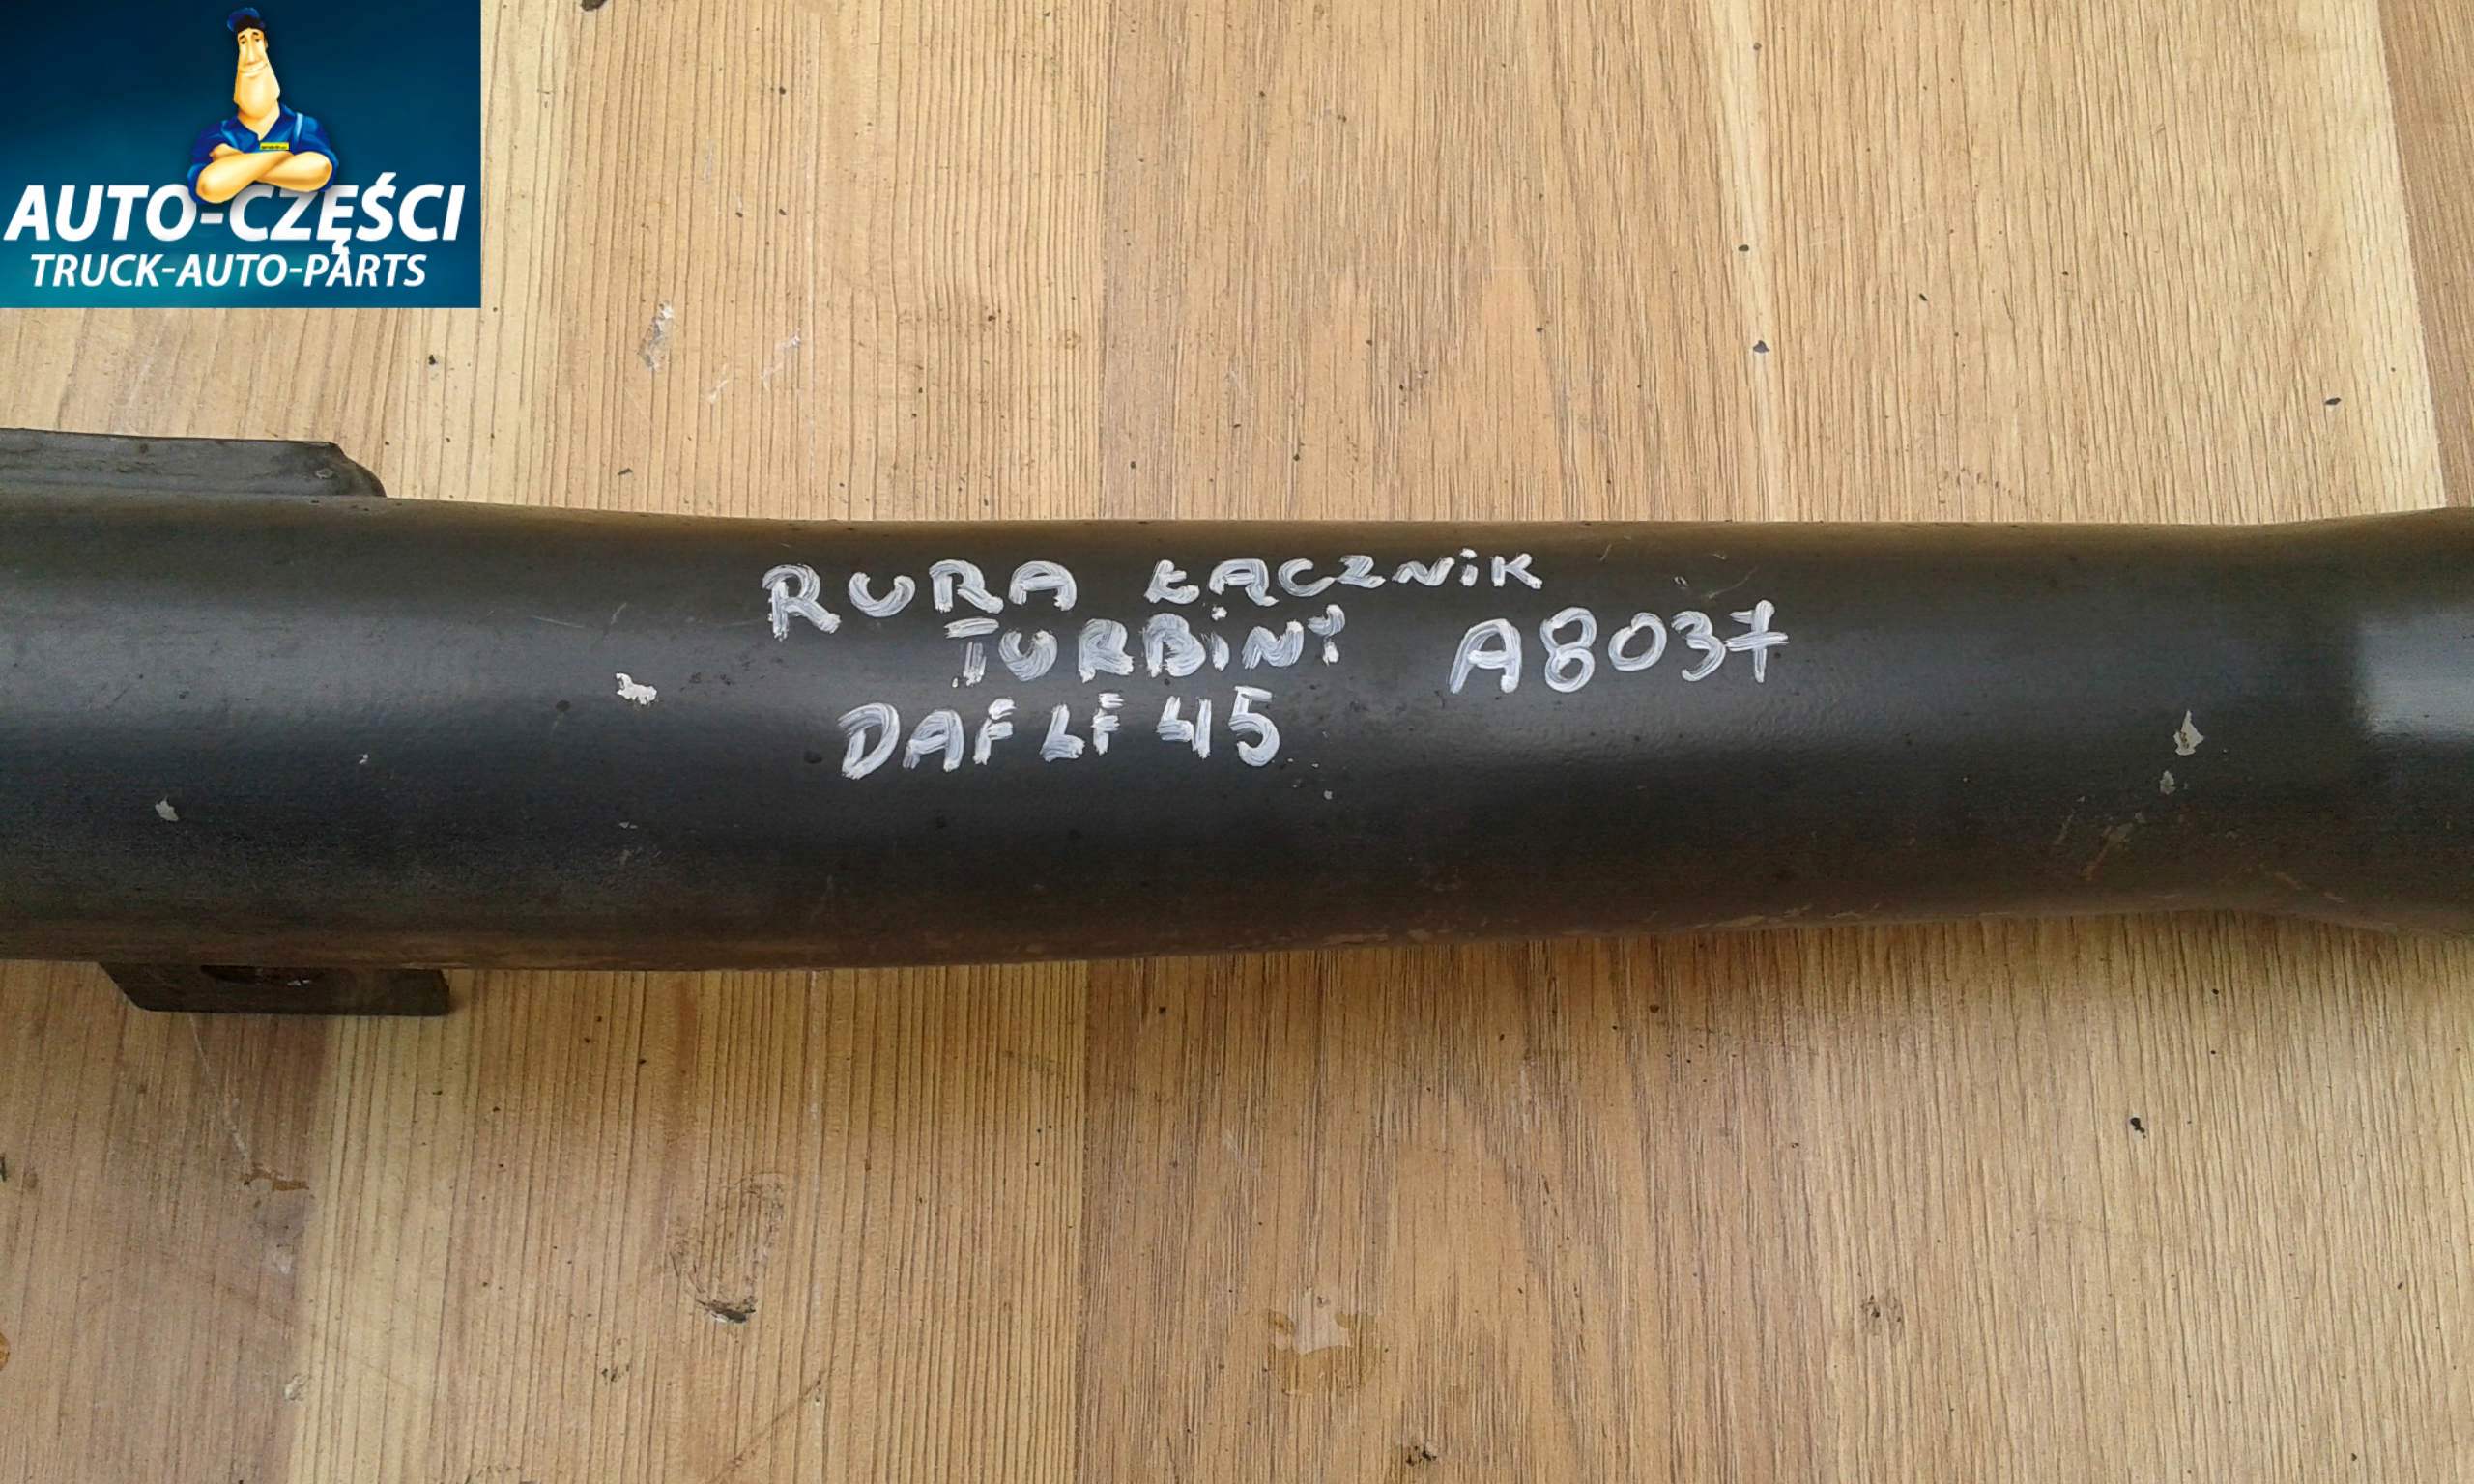 AUTO-CZĘŚCI
TRUCK-AUTO-PARTS
RURA ŁĄCZNiK
TURBiNY A8037
DAF LF 45